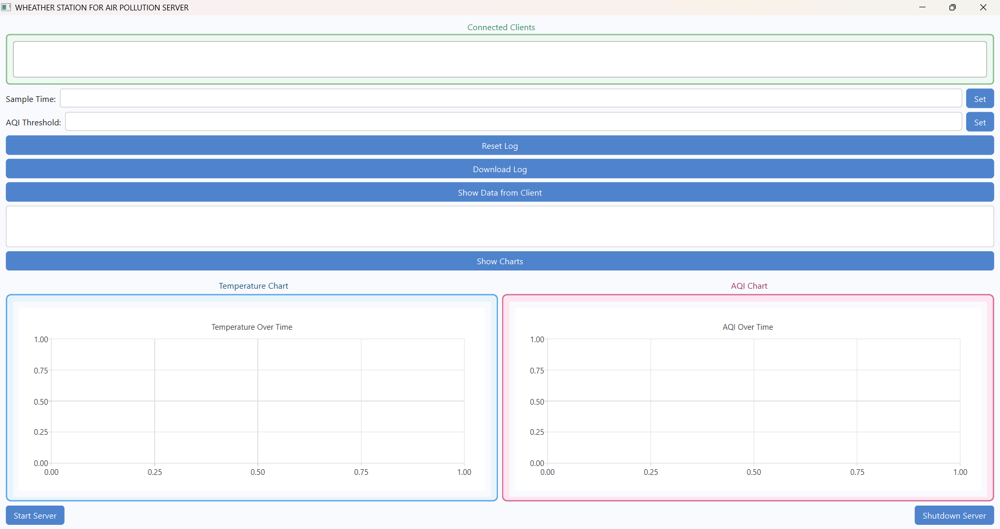 WHEATHER STATION FOR AIR POLLUTION SERVER
Connected Clients
Sample Time:
Set
AQI Threshold:
Set
Reset Log
Download Log
Show Data from Client
Show Charts
Temperature Chart
Temperature Over Time
1.00
0.75
0.50
0.25
0.00
0.00 0.25 0.50 0.75 1.00
AQI Chart
AQI Over Time
1.00
0.75
0.50
0.25
0.00
0.00 0.25 0.50 0.75 1.00
Start Server
Shutdown Server